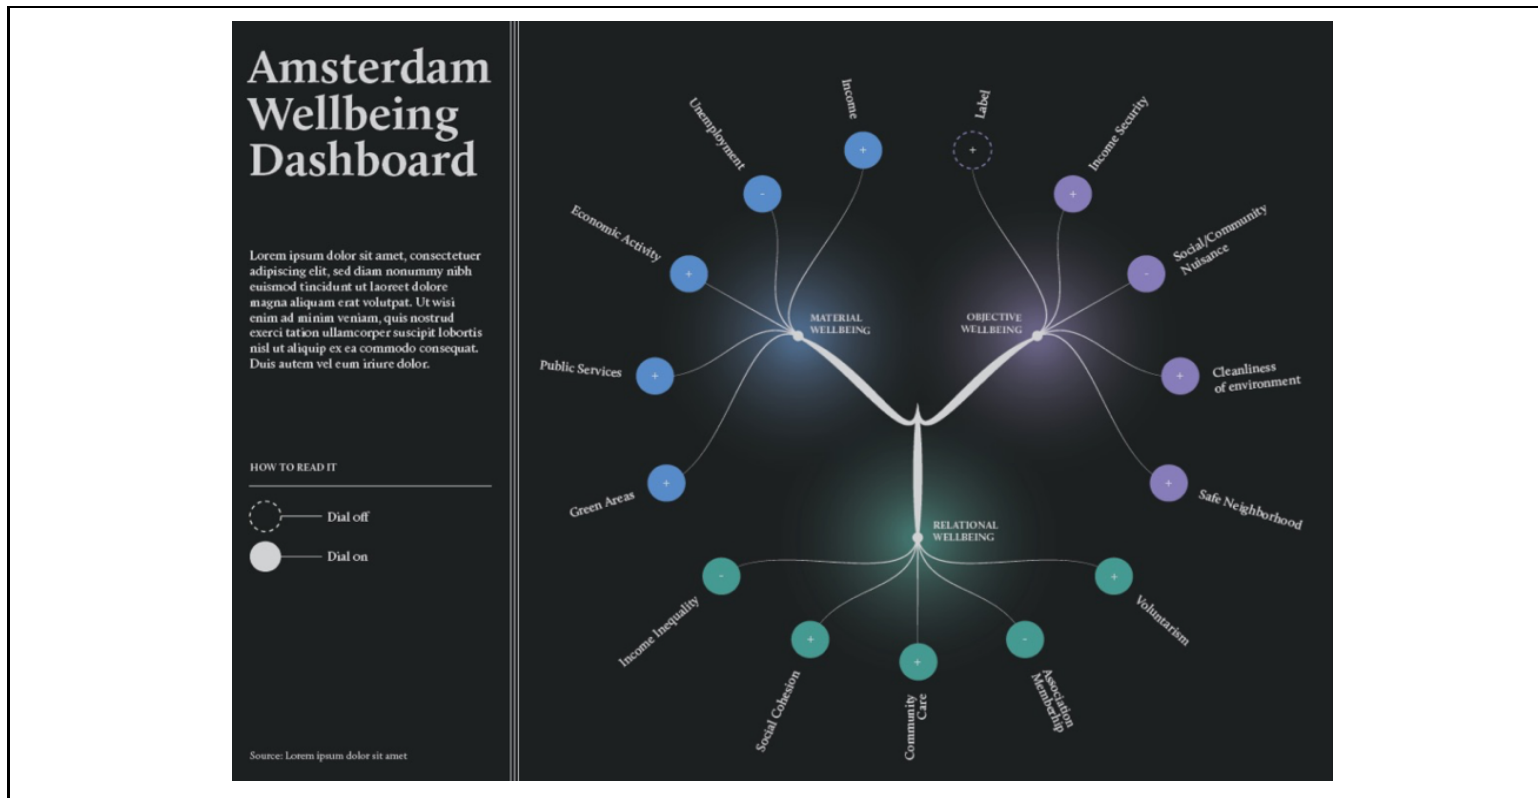 Amsterdam
Wellbeing
Dashboard
Lorem ipsum dolor sit amet, consectetuer
adipiscing elit, sed diam nonummy nibh
euismod tincidunt ut laoreet dolore
magna aliquam erat volutpat. Ut wisi
enim ad minim veniam, quis nostrud
exerci tation ullamcorper suscipit lobortis
nisl ut aliquip ex ea commodo consequat.
Duis autem vel eum iriure dolor.
HOW TO READ IT
Dial off
Dial on
Source: Lorem ipsum dolor sit amet
Income
+
Unemployment
-
Economic Activity
+
Public Services
+
Green Areas
+
MATERIAL
WELLBEING
Label
+
Income Security
+
Social/Community
Nuisance
-
Cleanliness
of environment
+
Safe Neighborhood
+
OBJECTIVE
WELLBEING
RELATIONAL
WELLBEING
Income Inequality
-
Social Cohesion
+
Community
Care
+
Association
Memberhip
-
Voluntarism
+